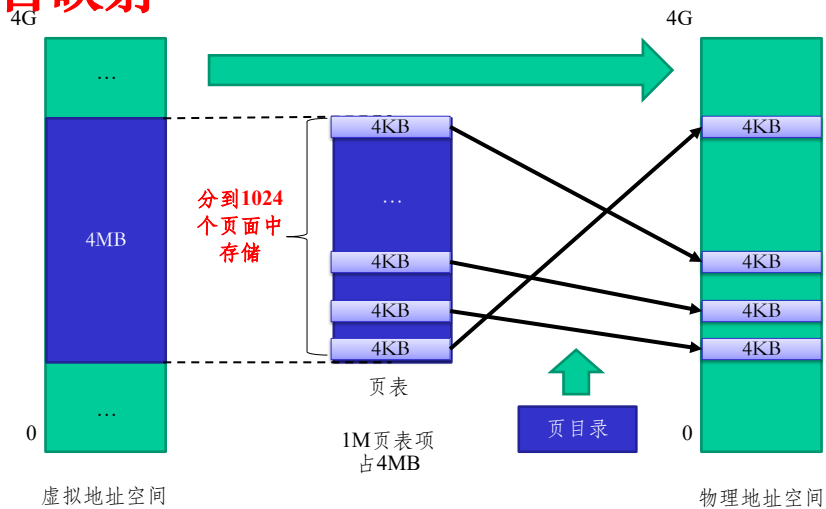 4G
4G
…
4KB
4KB
分到1024
个页面中
存储
…
4MB
4KB
4KB
4KB
4KB
4KB
4KB
页表
…
页目录
0
0
1M页表项
占4MB
虚拟地址空间
物理地址空间